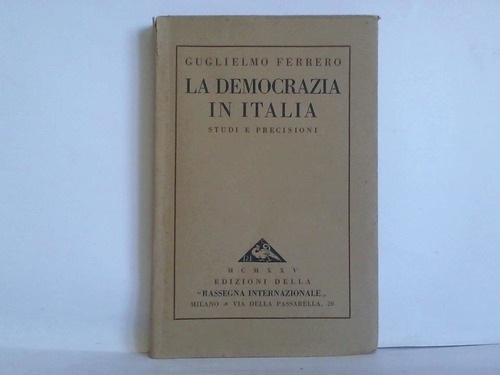 GUGLIELMO FERRERO
LA DEMOCRAZIA
IN ITALIA
STUDI E PRECISIONI
MCMXXV
EDIZIONI DELLA
"RASSEGNA INTERNAZIONALE„
MILANO VIA DELLA PASSARELLA, 20